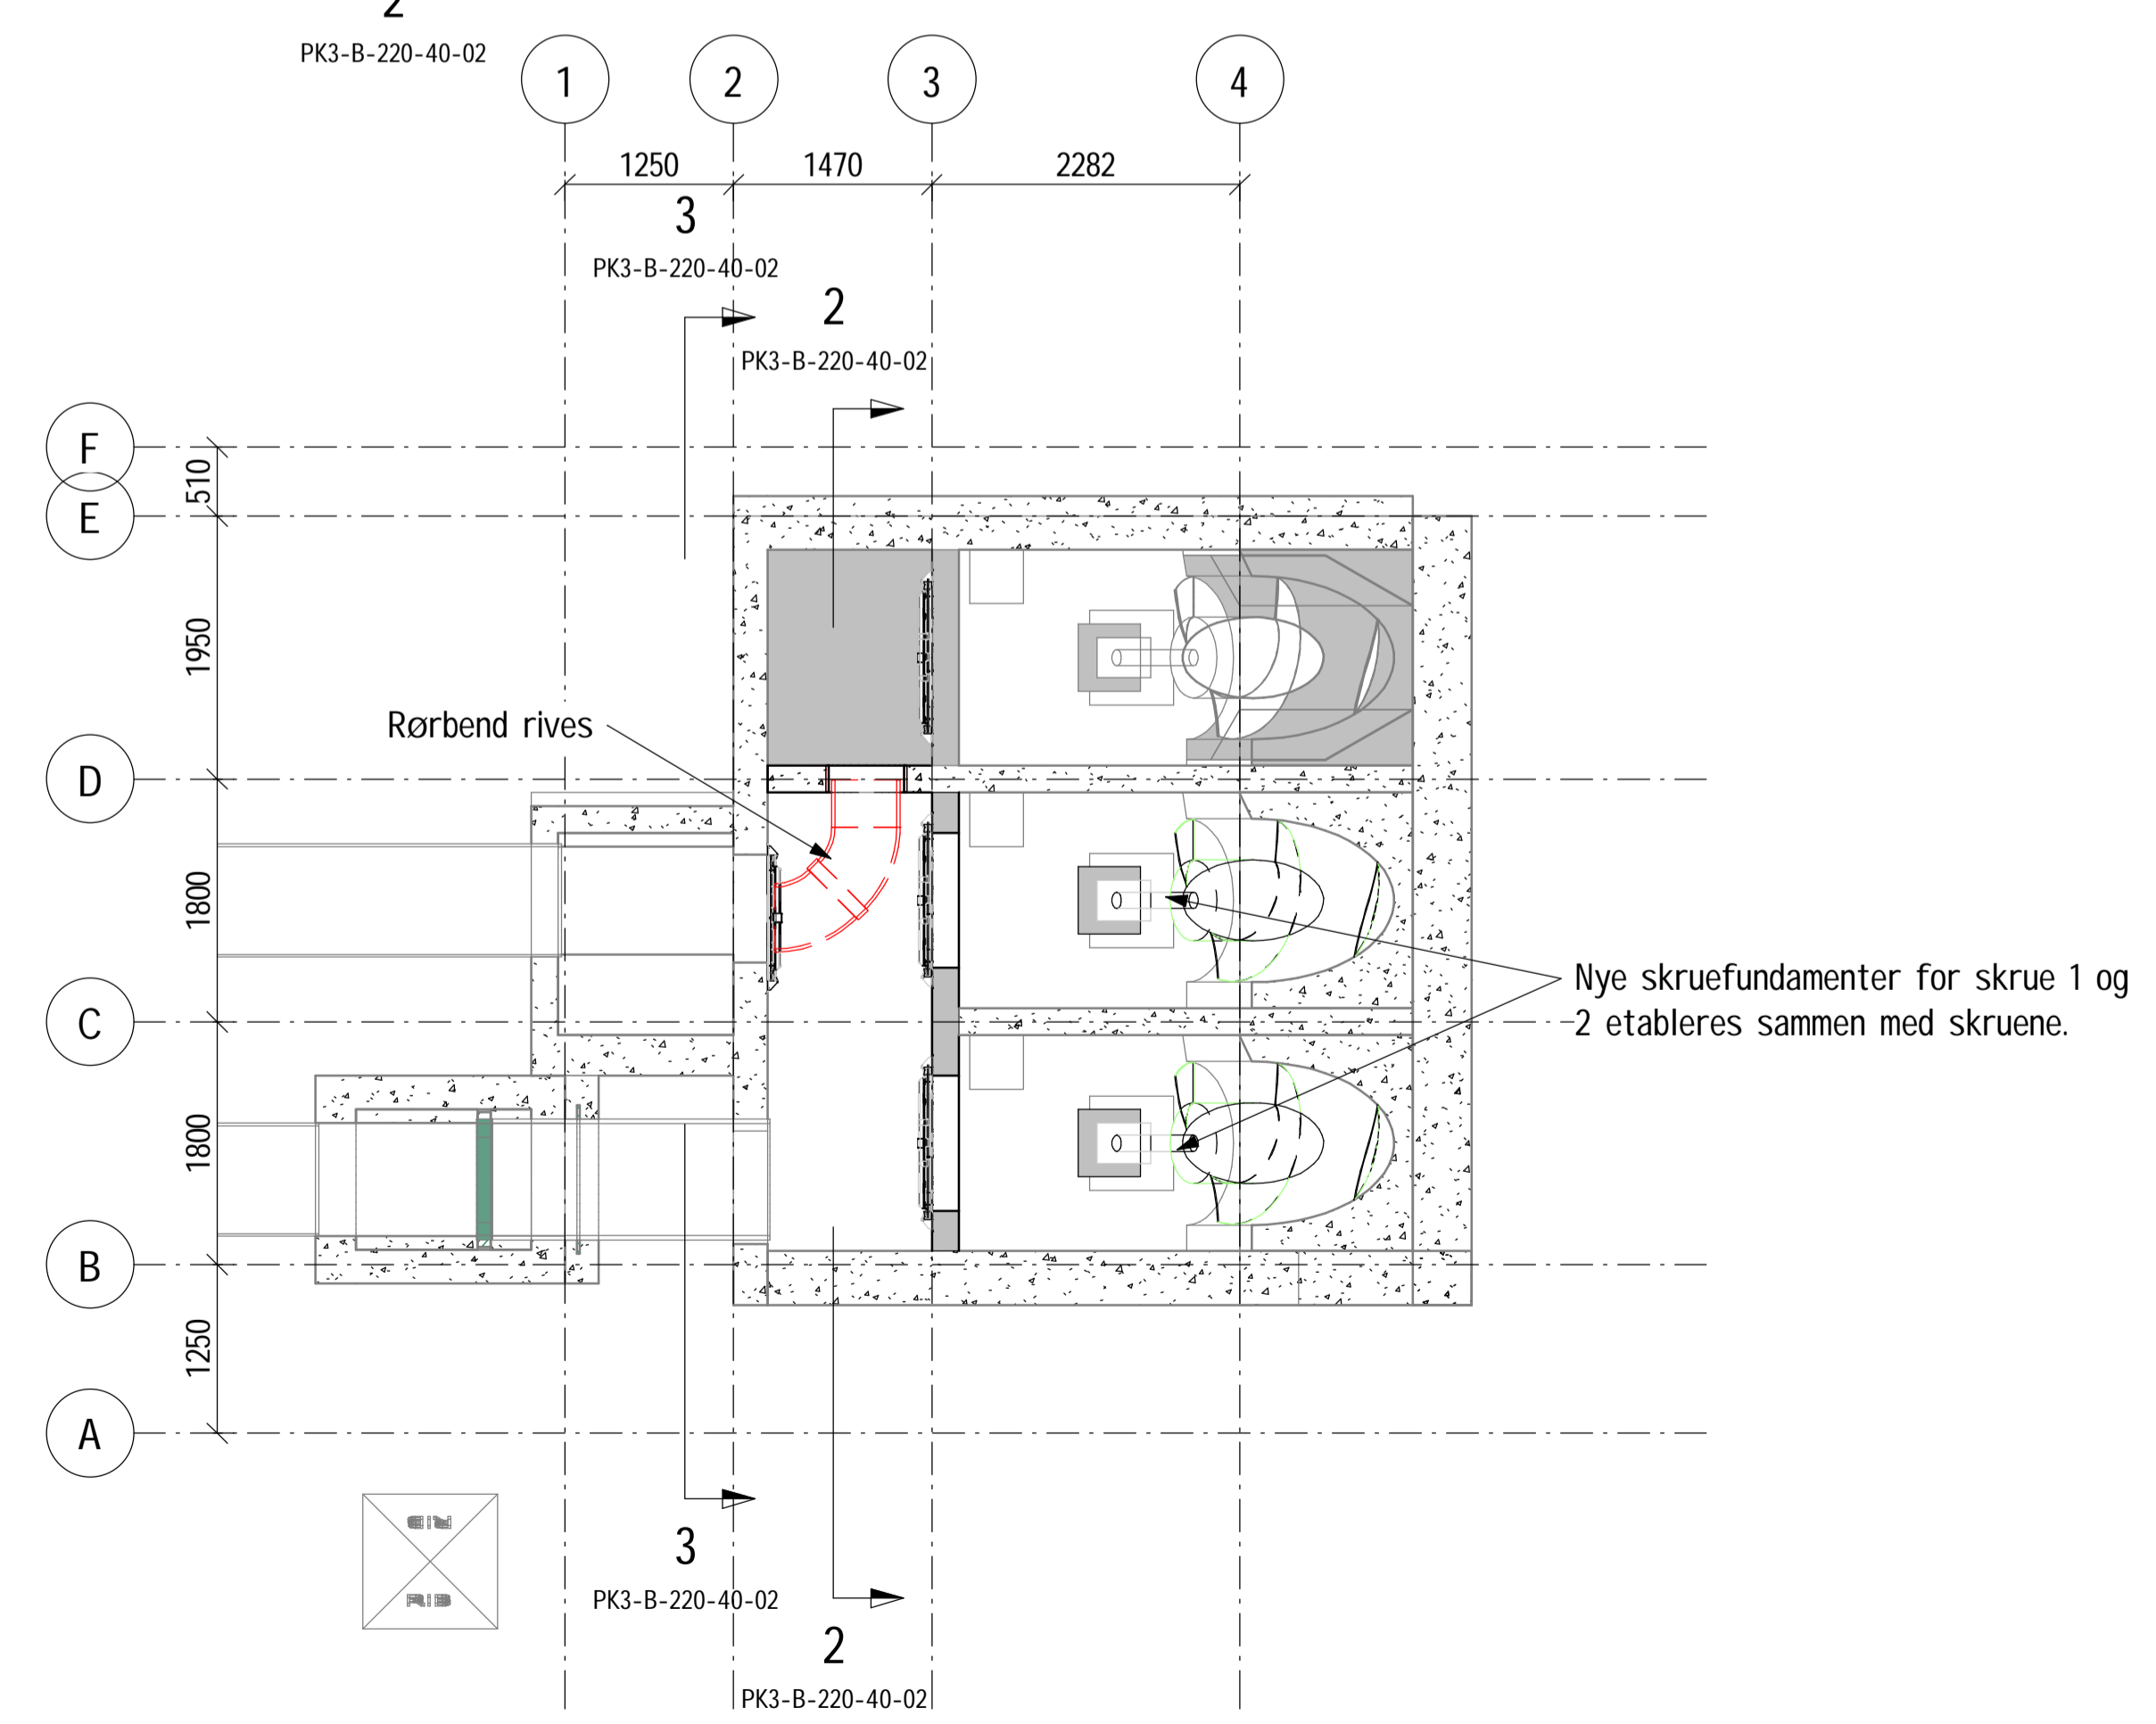 2
PK3-B-220-40-02
1
2
3
4
1250
1470
2282
3
PK3-B-220-40-02
2
PK3-B-220-40-02
F
510
E
1950
Rørbend rives
D
1800
C
Nye skruefundamenter for skrue 1 og
2 etableres sammen med skruene.
1800
B
1250
A
3
PK3-B-220-40-02
2
PK3-B-220-40-02